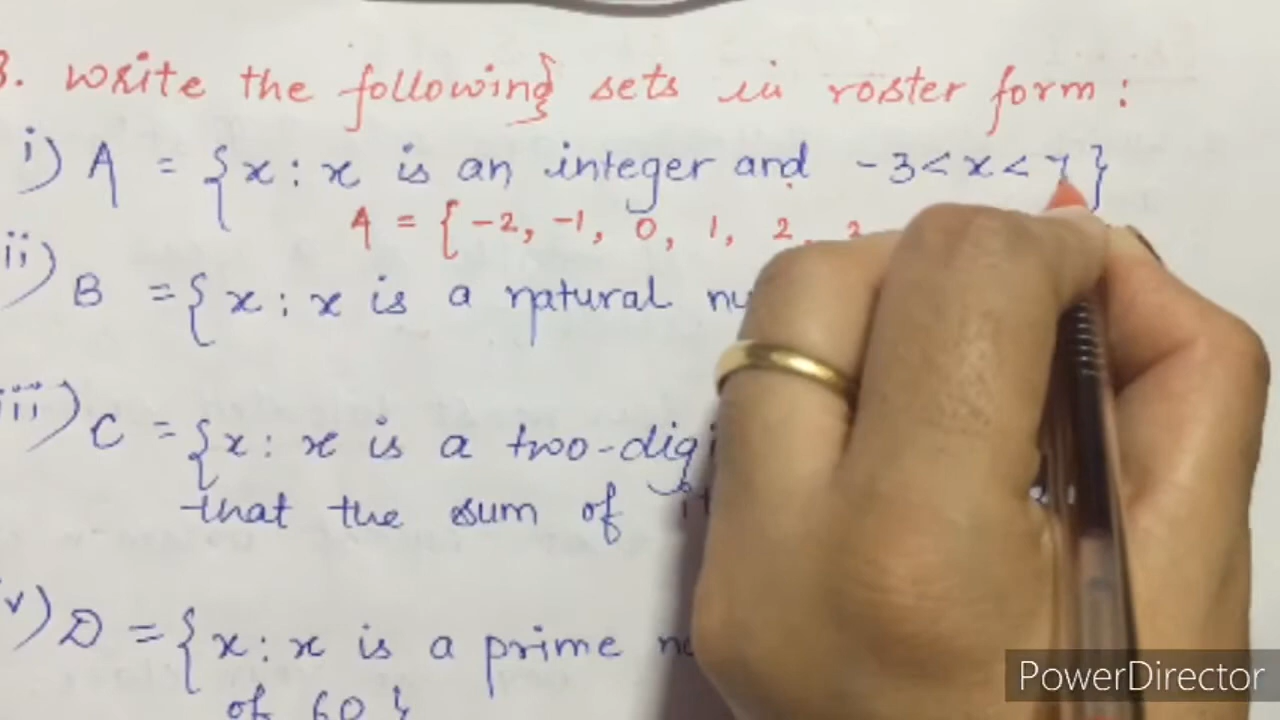 3. Write the following sets in roster form :
i) A = {x : x is an integer and -3 < x < 7}
A = { -2, -1, 0, 1, 2,
ii) B = { x : x is a natural
iii) C = {x : x is a two-digi
that the sum of
v) D = { x : x is a prime
of 60 }
PowerDirector